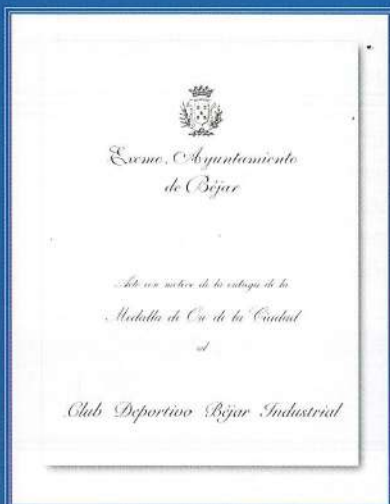 Excmo. Ayuntamiento
de Béjar
Acto con motivo de la entrega de la
Medalla de Oro de la Ciudad
al
Club Deportivo Béjar Industrial